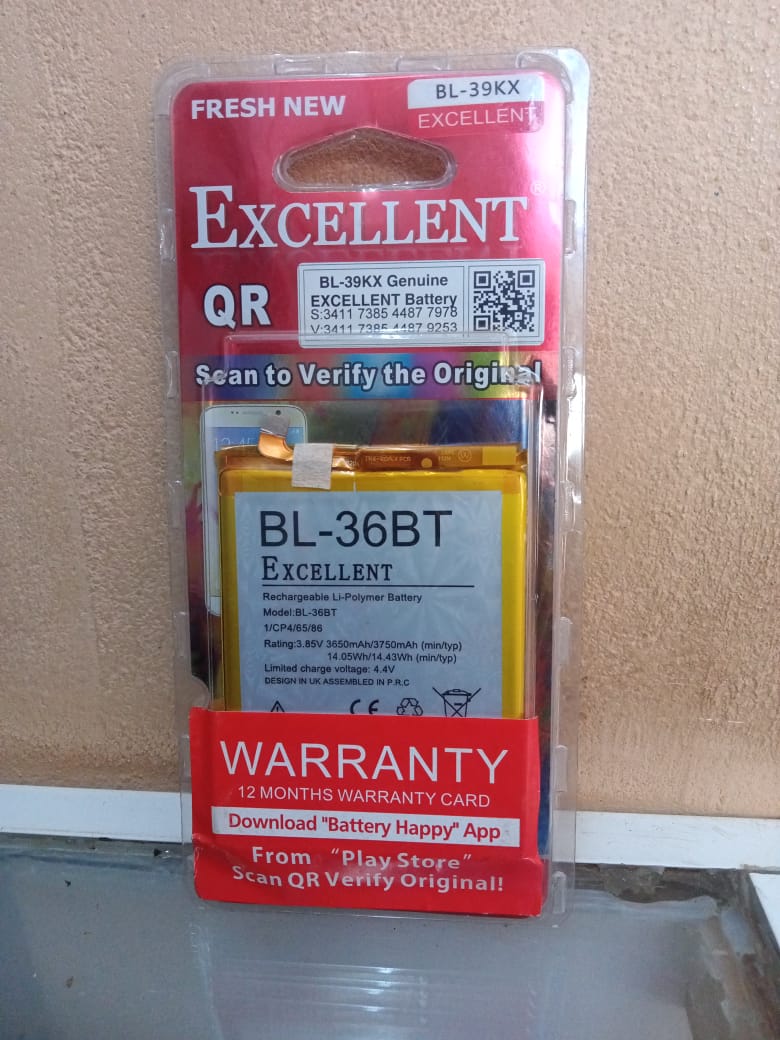 FRESH NEW
BL-39KX
EXCELLENT
EXCELLENT®
QR
BL-39KX Genuine
EXCELLENT Battery
S:3411 7385 4487 7978
V:3411 7385 4487 9253
Scan to Verify the Original
BL-36BT
EXCELLENT
Rechargeable Li-Polymer Battery
Model:BL-36BT
1/CP4/65/86
Rating:3.85V 3650mAh/3750mAh (min/typ)
14.05Wh/14.43Wh (min/typ)
Limited charge voltage: 4.4V
DESIGN IN UK ASSEMBLED IN P.R.C
CE
WARRANTY
12 MONTHS WARRANTY CARD
Download "Battery Happy" App
From "Play Store"
Scan QR Verify Original!